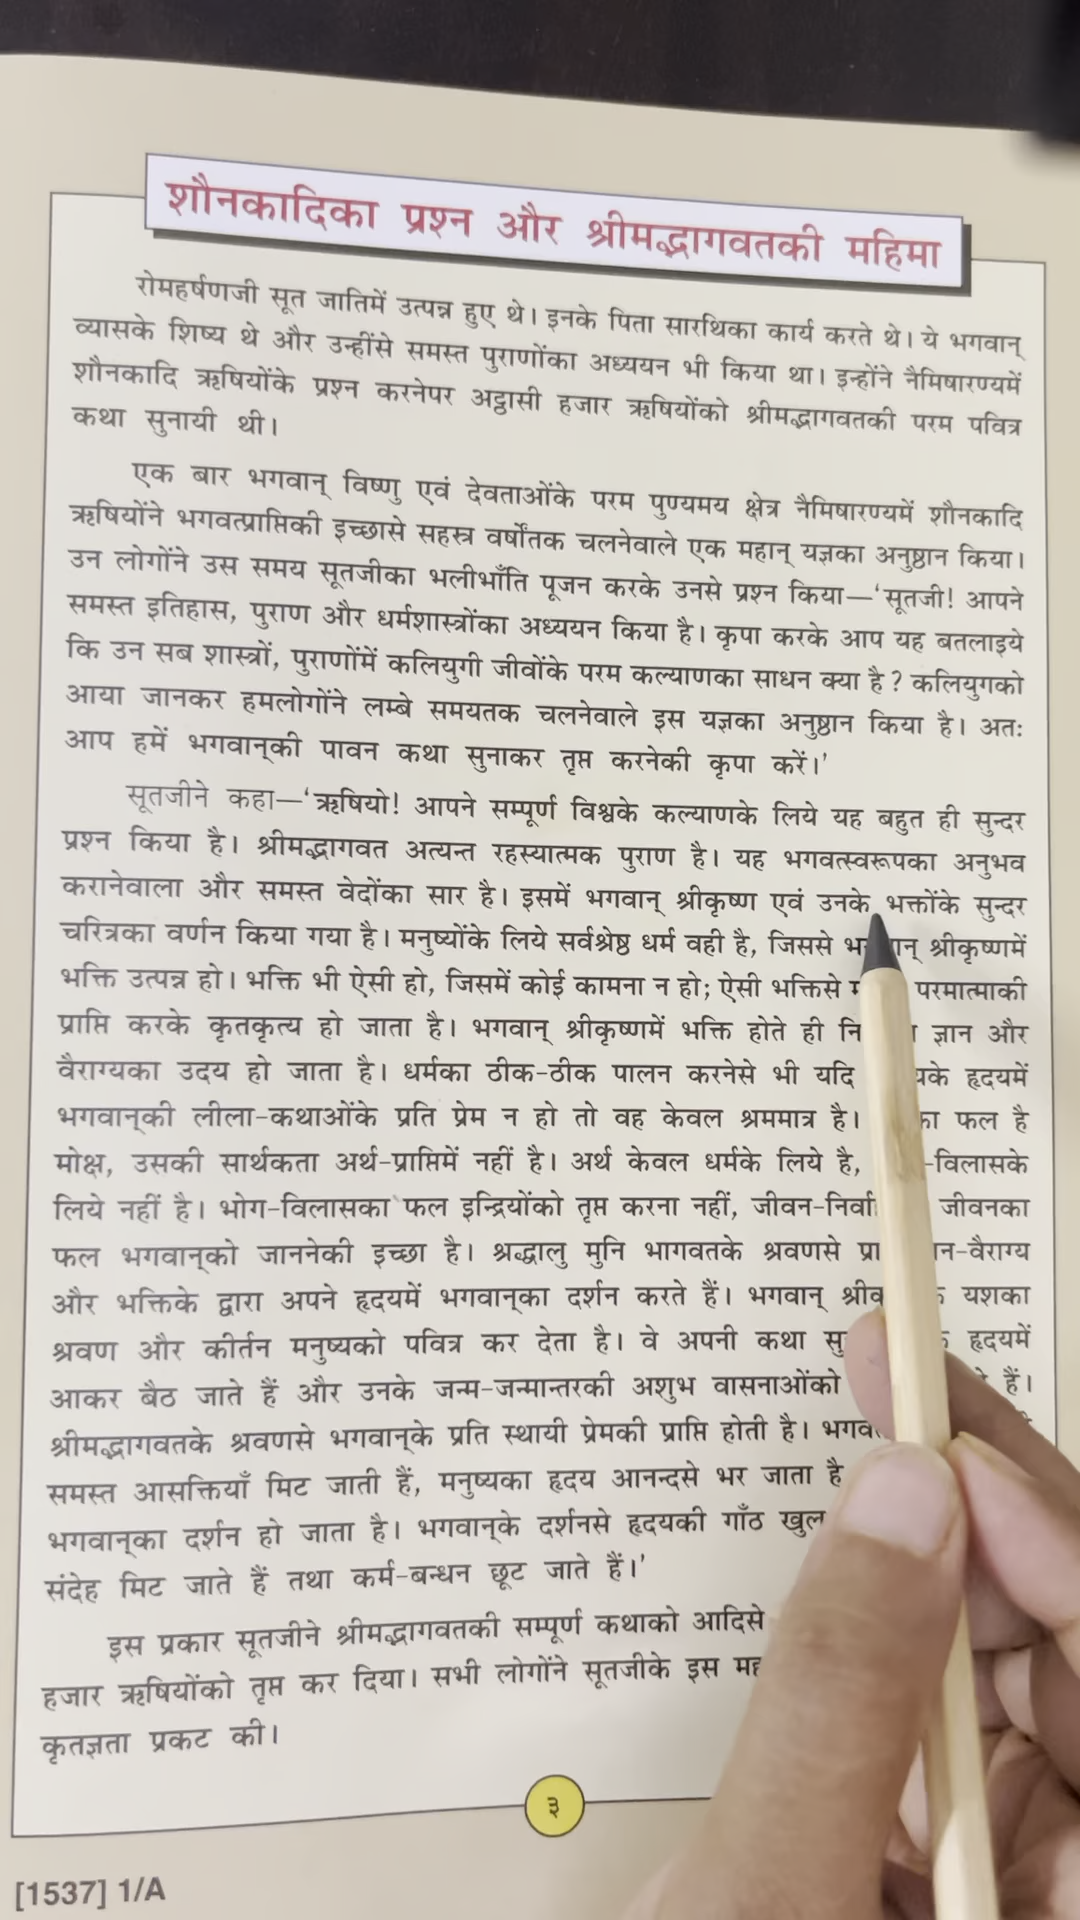 शौनकादिका प्रश्न और श्रीमद्भागवतकी महिमा
रोमहर्षणजी सूत जातिमें उत्पन्न हुए थे। इनके पिता सारथिका कार्य करते थे। ये भगवान्
व्यासके शिष्य थे और उन्हींसे समस्त पुराणोंका अध्ययन भी किया था। इन्होंने नैमिषारण्यमें
शौनकादि ऋषियोंके प्रश्न करनेपर अट्ठासी हजार ऋषियोंको श्रीमद्भागवतकी परम पवित्र
कथा सुनायी थी।
एक बार भगवान् विष्णु एवं देवताओंके परम पुण्यमय क्षेत्र नैमिषारण्यमें शौनकादि
ऋषियोंने भगवत्प्राप्तिकी इच्छासे सहस्त्र वर्षोंतक चलनेवाले एक महान् यज्ञका अनुष्ठान किया।
उन लोगोंने उस समय सूतजीका भलीभाँति पूजन करके उनसे प्रश्न किया—‘सूतजी! आपने
समस्त इतिहास, पुराण और धर्मशास्त्रोंका अध्ययन किया है। कृपा करके आप यह बतलाइये
कि उन सब शास्त्रों, पुराणोंमें कलियुगी जीवोंके परम कल्याणका साधन क्या है? कलियुगको
आया जानकर हमलोगोंने लम्बे समयतक चलनेवाले इस यज्ञका अनुष्ठान किया है। अतः
आप हमें भगवान्‌की पावन कथा सुनाकर तृप्त करनेकी कृपा करें।’
सूतजीने कहा—‘ऋषियो! आपने सम्पूर्ण विश्वके कल्याणके लिये यह बहुत ही सुन्दर
प्रश्न किया है। श्रीमद्भागवत अत्यन्त रहस्यात्मक पुराण है। यह भगवत्स्वरूपका अनुभव
करानेवाला और समस्त वेदोंका सार है। इसमें भगवान् श्रीकृष्ण एवं उनके भक्तोंके सुन्दर
चरित्रका वर्णन किया गया है। मनुष्योंके लिये सर्वश्रेष्ठ धर्म वही है, जिससे श्रीकृष्णमें
भक्ति उत्पन्न हो। भक्ति भी ऐसी हो, जिसमें कोई कामना न हो; ऐसी भक्तिसे परमात्माकी
प्राप्ति करके कृतकृत्य हो जाता है। भगवान् श्रीकृष्णमें भक्ति होते ही ज्ञान और
वैराग्यका उदय हो जाता है। धर्मका ठीक-ठीक पालन करनेसे भी यदि हृदयमें
भगवान्‌की लीला-कथाओंके प्रति प्रेम न हो तो वह केवल श्रममात्र है। फल है
मोक्ष, उसकी सार्थकता अर्थ-प्राप्तिमें नहीं है। अर्थ केवल धर्मके लिये है, -विलासके
लिये नहीं है। भोग-विलासका फल इन्द्रियोंको तृप्त करना नहीं, जीवनका
फल भगवान्‌को जाननेकी इच्छा है। श्रद्धालु मुनि भागवतके श्रवणसे
और भक्तिके द्वारा अपने हृदयमें भगवान्‌का दर्शन करते हैं। भगवान् यशका
श्रवण और कीर्तन मनुष्यको पवित्र कर देता है। वे अपनी कथा हृदयमें
आकर बैठ जाते हैं और उनके जन्म-जन्मान्तरकी अशुभ वासनाओंको हैं।
श्रीमद्भागवतके श्रवणसे भगवान्‌के प्रति स्थायी प्रेमकी प्राप्ति होती है।
समस्त आसक्तियाँ मिट जाती हैं, मनुष्यका हृदय आनन्दसे भर जाता है
भगवान्‌का दर्शन हो जाता है। भगवान्‌के दर्शनसे हृदयकी गाँठ खुल
संदेह मिट जाते हैं तथा कर्म-बन्धन छूट जाते हैं।’
इस प्रकार सूतजीने श्रीमद्भागवतकी सम्पूर्ण कथाको आदिसे
हजार ऋषियोंको तृप्त कर दिया। सभी लोगोंने सूतजीके इस
कृतज्ञता प्रकट की।
३
[1537] 1/A